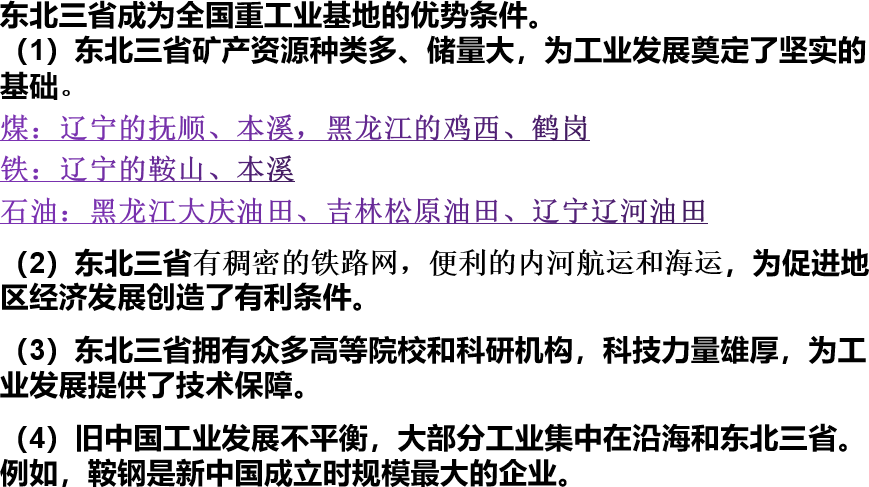 东北三省成为全国重工业基地的优势条件。
（1）东北三省矿产资源种类多、储量大，为工业发展奠定了坚实的
基础。
煤：辽宁的抚顺、本溪，黑龙江的鸡西、鹤岗
铁：辽宁的鞍山、本溪
石油：黑龙江大庆油田、吉林松原油田、辽宁辽河油田
（2）东北三省有稠密的铁路网，便利的内河航运和海运，为促进地
区经济发展创造了有利条件。
（3）东北三省拥有众多高等院校和科研机构，科技力量雄厚，为工
业发展提供了技术保障。
（4）旧中国工业发展不平衡，大部分工业集中在沿海和东北三省。
例如，鞍钢是新中国成立时规模最大的企业。